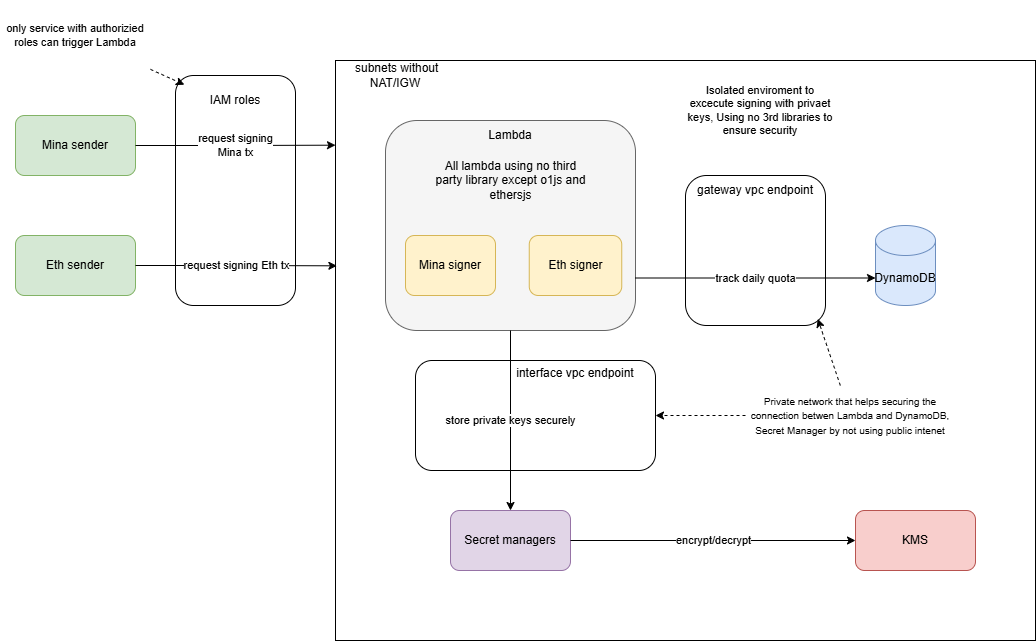 only service with authorizied
roles can trigger Lambda
IAM roles
Mina sender
request signing
Mina tx
Eth sender
request signing Eth tx
subnets without
NAT/IGW
Lambda
All lambda using no third
party library except o1js and
ethersjs
Mina signer
Eth signer
Isolated enviroment to
excecute signing with privaet
keys, Using no 3rd libraries to
ensure security
gateway vpc endpoint
track daily quota
DynamoDB
interface vpc endpoint
store private keys securely
Private network that helps securing the
connection betwen Lambda and DynamoDB,
Secret Manager by not using public intenet
Secret managers
encrypt/decrypt
KMS